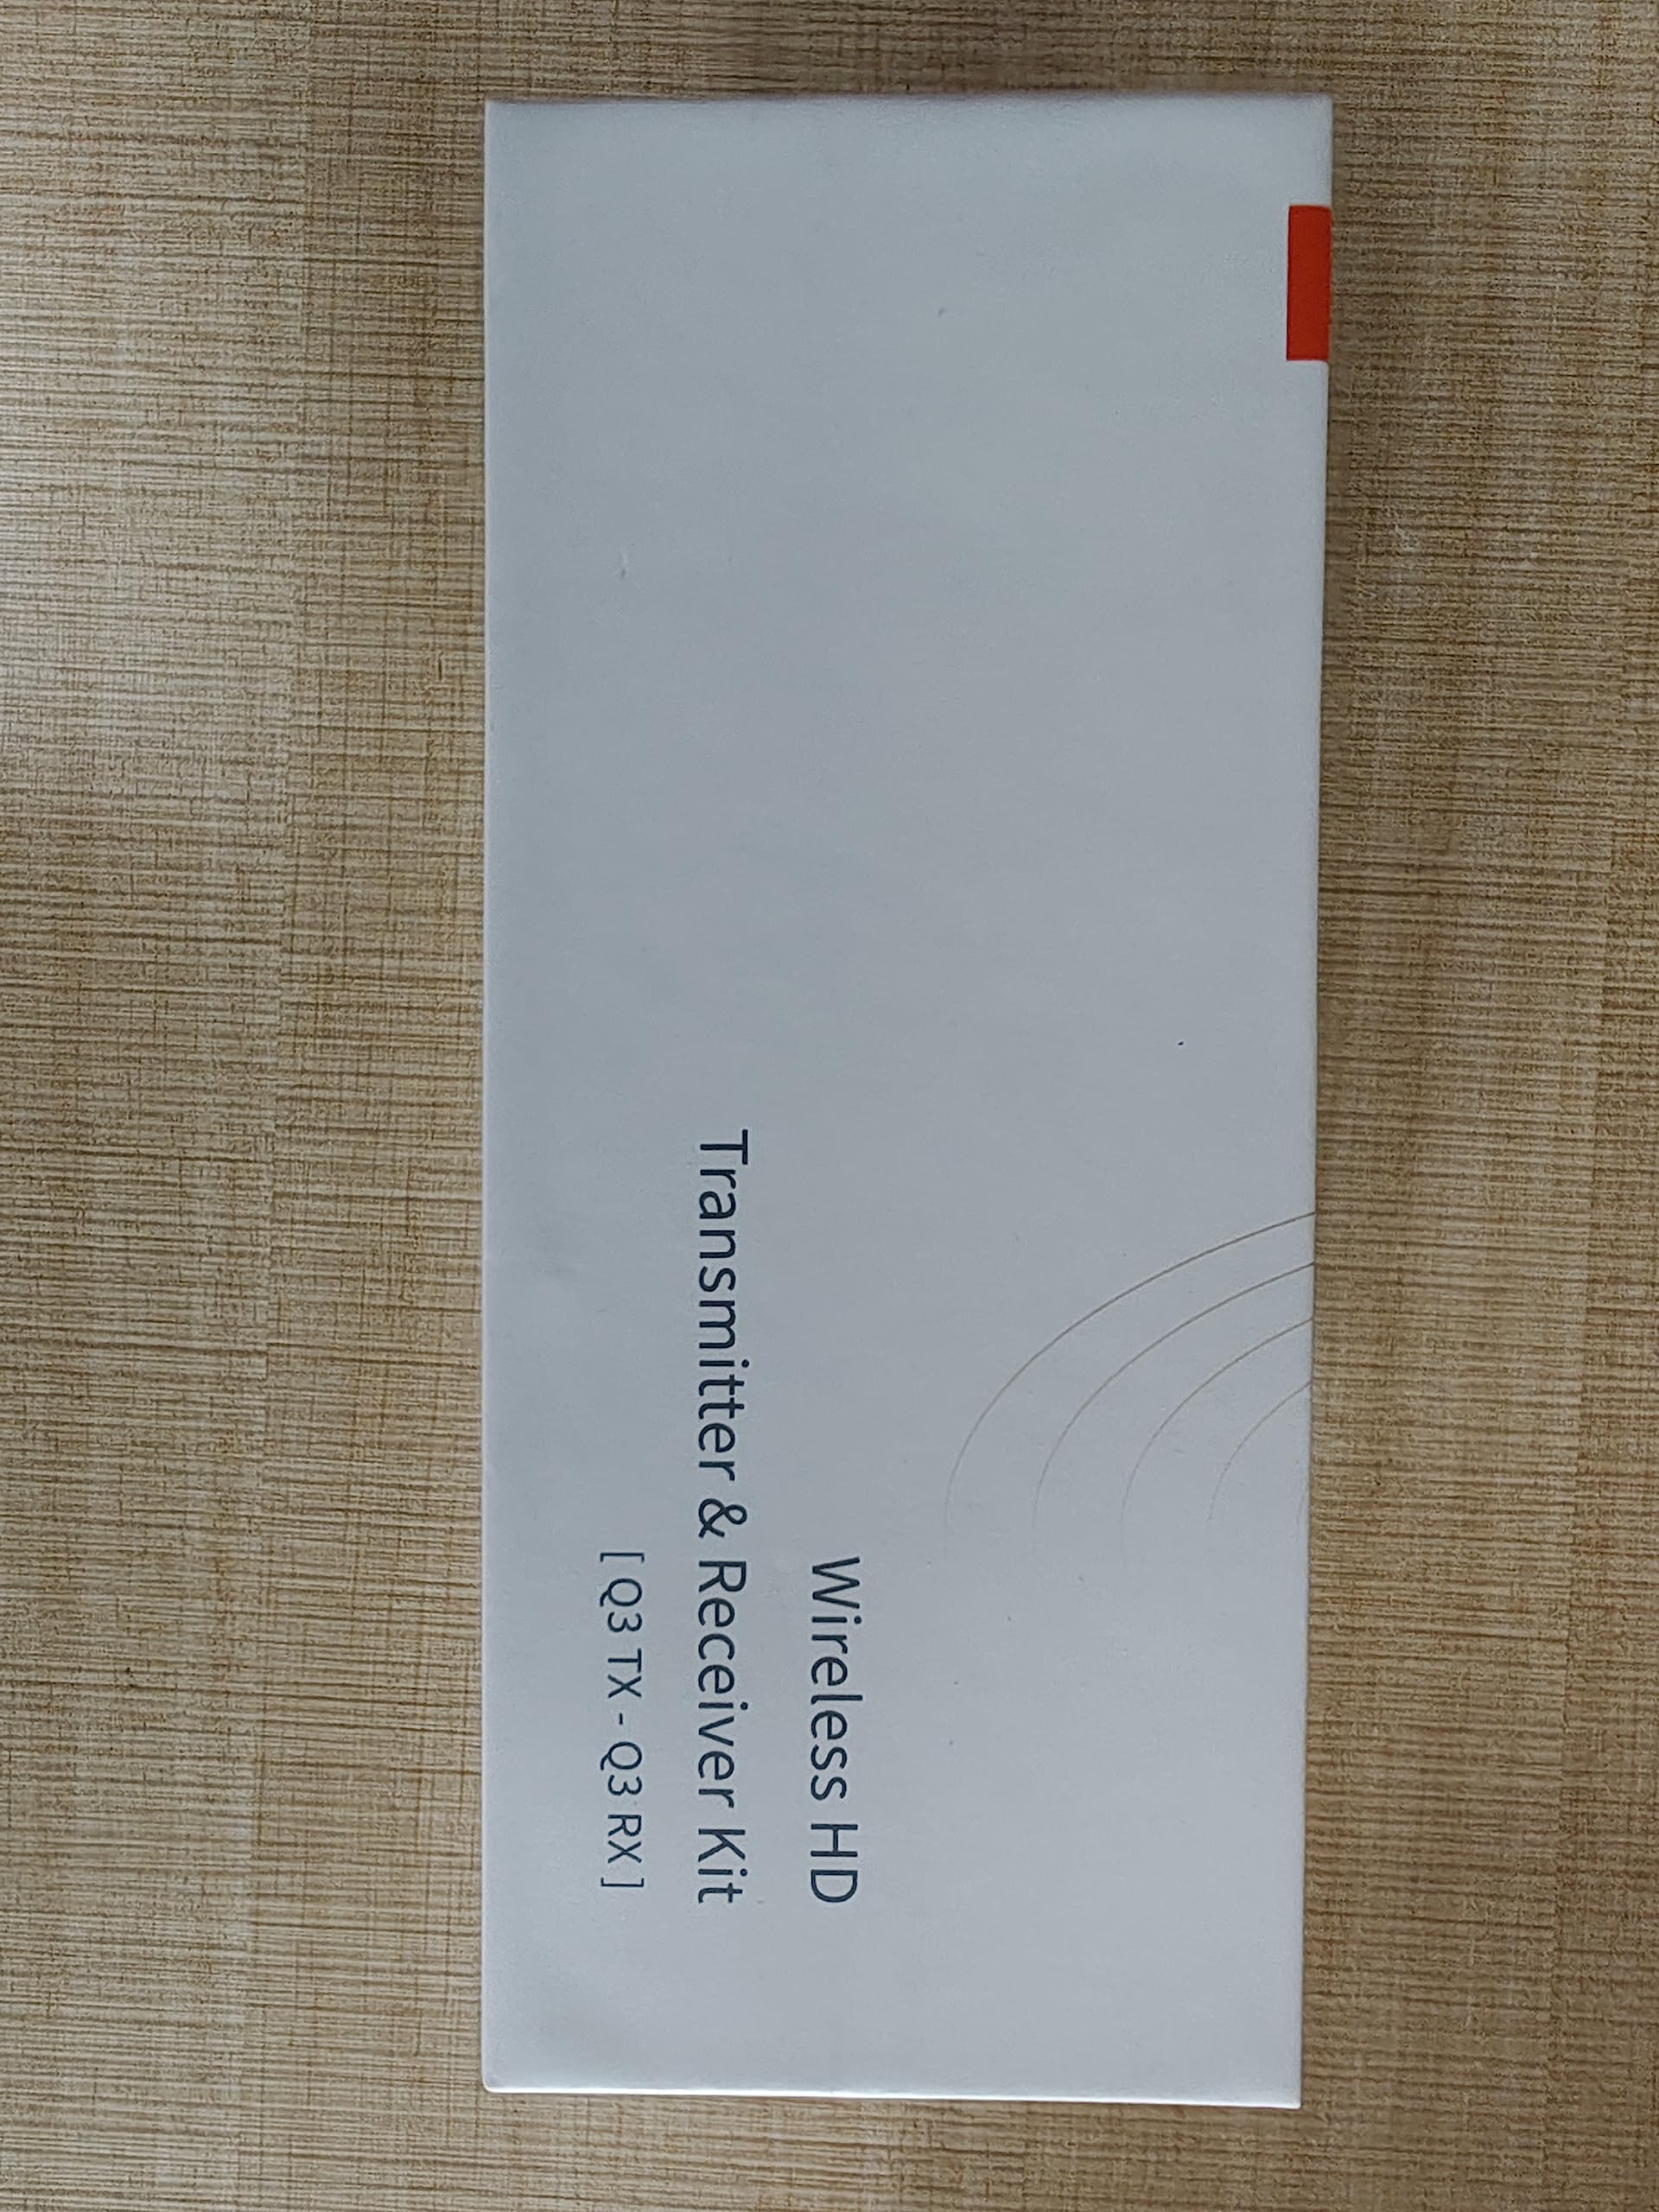 Wireless HD
Transmitter & Receiver Kit
[ Q3 TX - Q3 RX ]